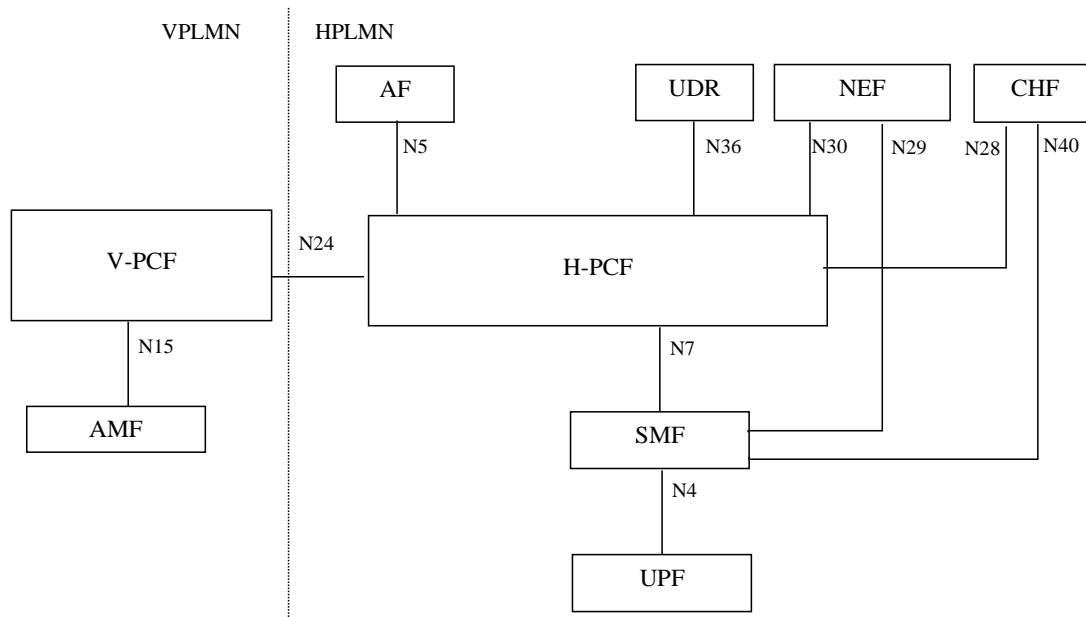 VPLMN
HPLMN
AF
UDR
NEF
CHF
N5
N36
N30
N29
N28
N40
V-PCF
N24
H-PCF
N15
N7
AMF
SMF
N4
UPF